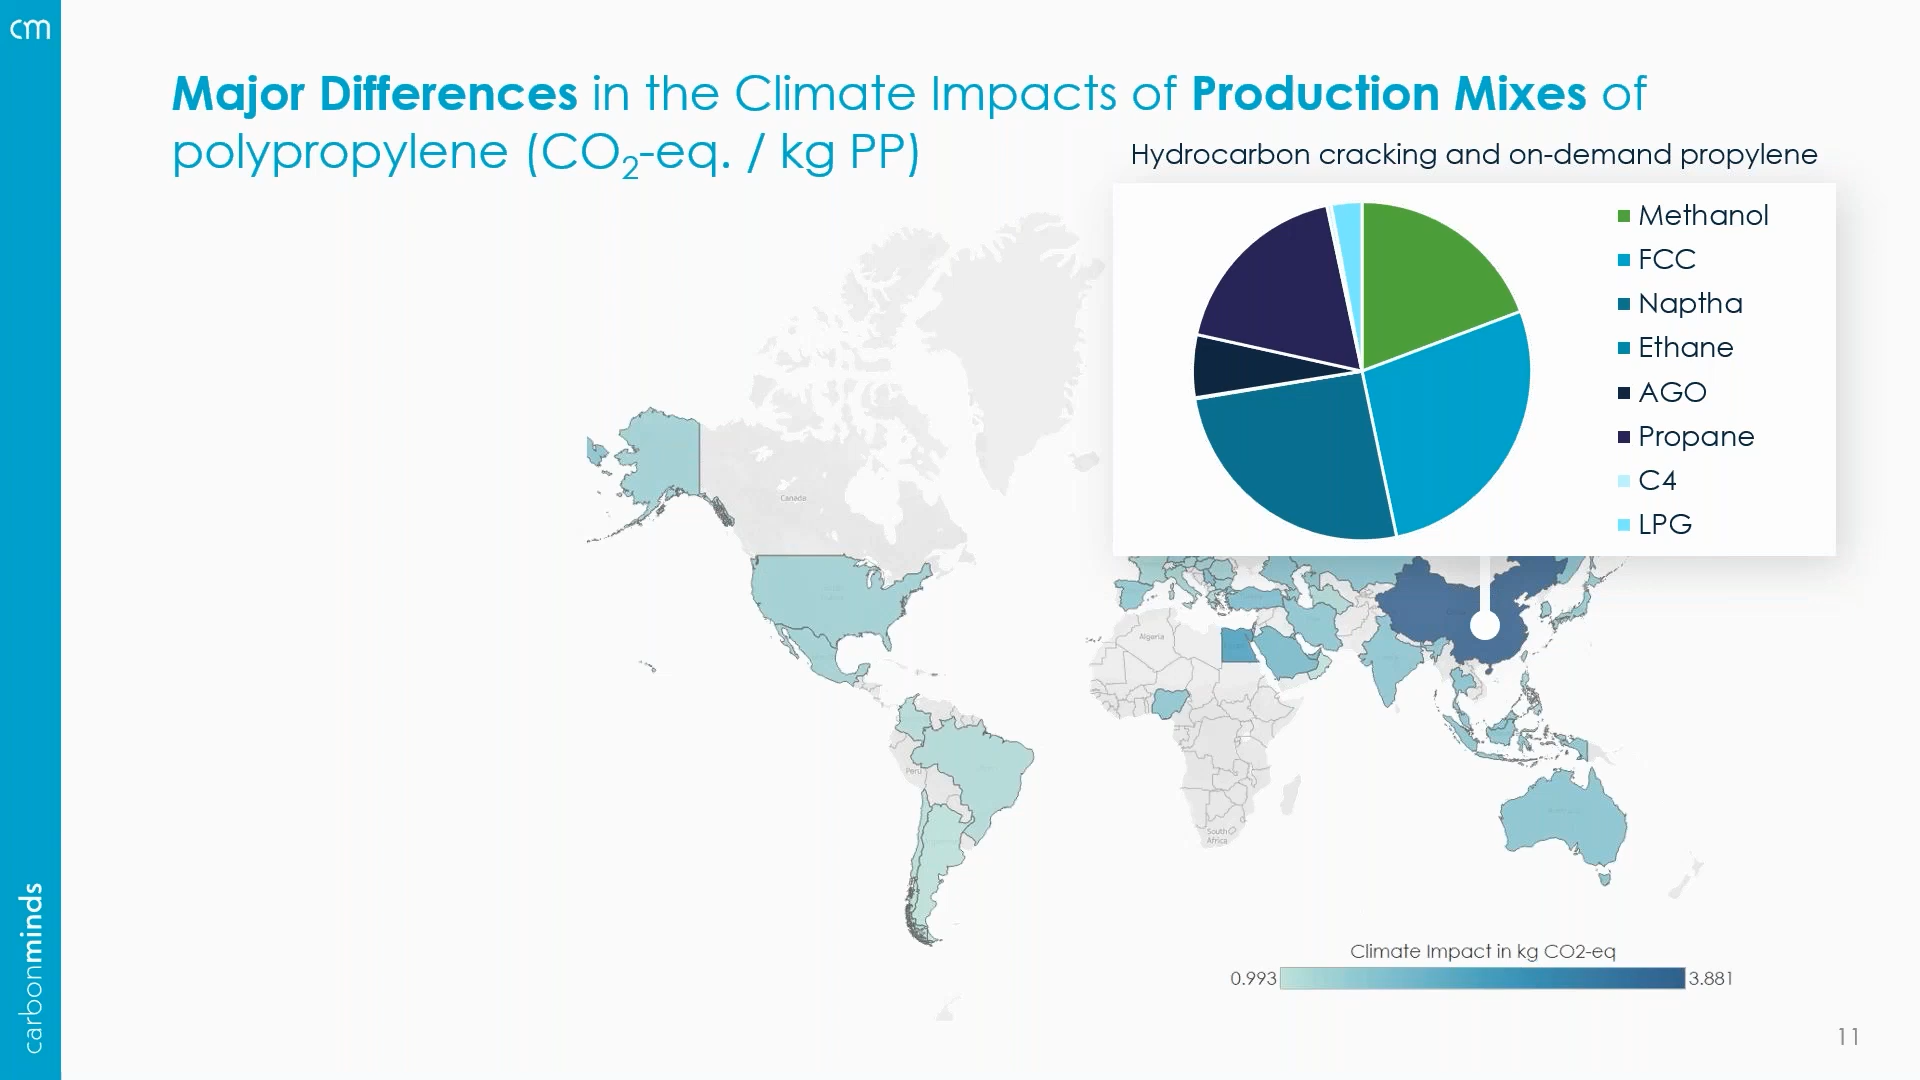 cm
Major Differences in the Climate Impacts of Production Mixes of
polypropylene (CO₂-eq. / kg PP)
Hydrocarbon cracking and on-demand propylene
Methanol
FCC
Naptha
Ethane
AGO
Propane
C4
LPG
Canada
Algeria
Peru
South
Africa
Climate Impact in kg CO2-eq
0.993
3.881
carbonminds
11